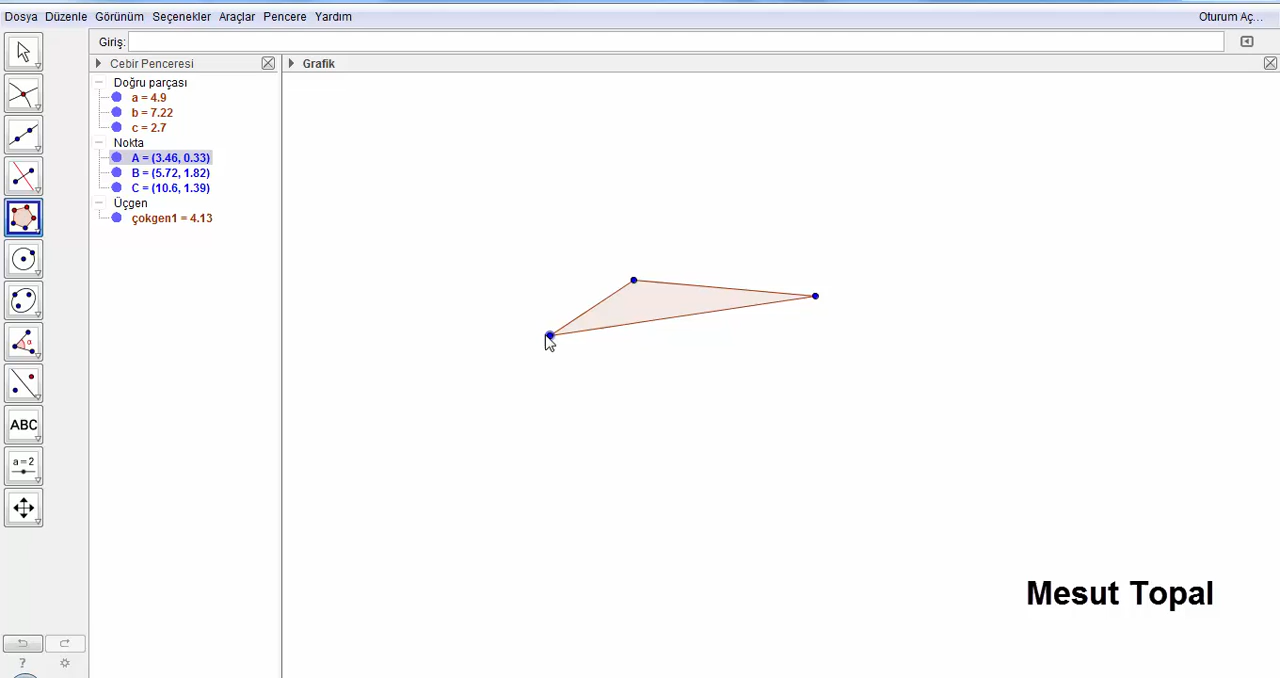 Dosya Düzenle Görünüm Seçenekler Araçlar Pencere Yardım Oturum Aç...
Giriş:
Cebir Penceresi
Grafik
Doğru parçası
a = 4.9
b = 7.22
c = 2.7
Nokta
A = (3.46, 0.33)
B = (5.72, 1.82)
C = (10.6, 1.39)
Üçgen
çokgen1 = 4.13
α
ABC
a = 2
?
Mesut Topal